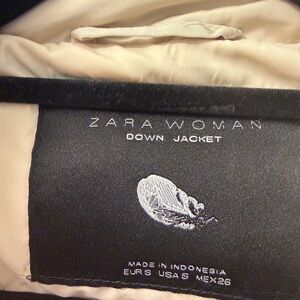 ZARA WOMAN
DOWN JACKET
MADE IN INDONESIA
EUR S USA S MEX 26